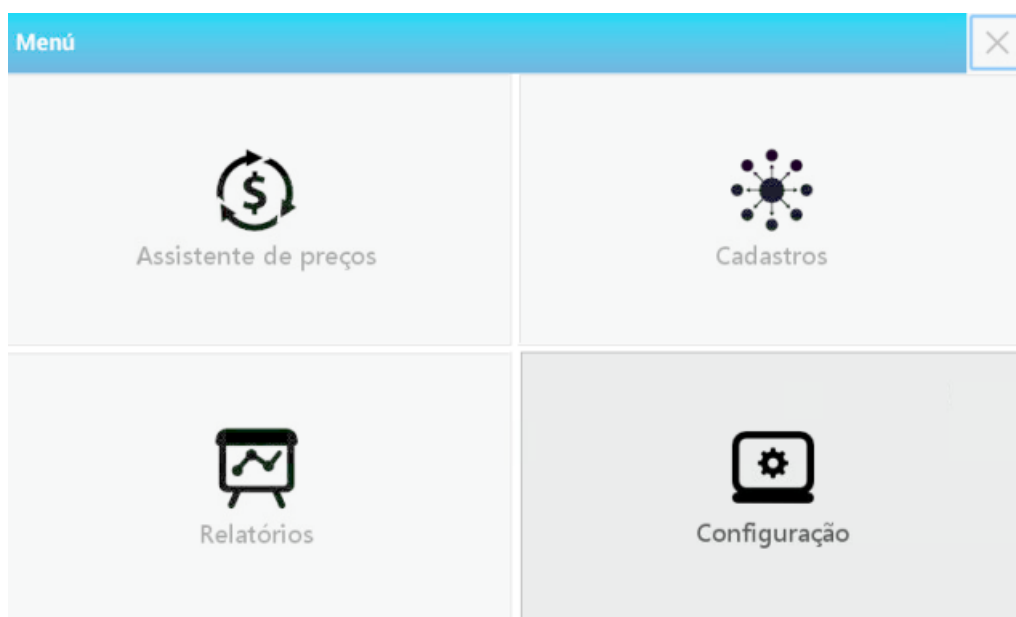 Menú
Assistente de preços
Cadastros
Relatórios
Configuração